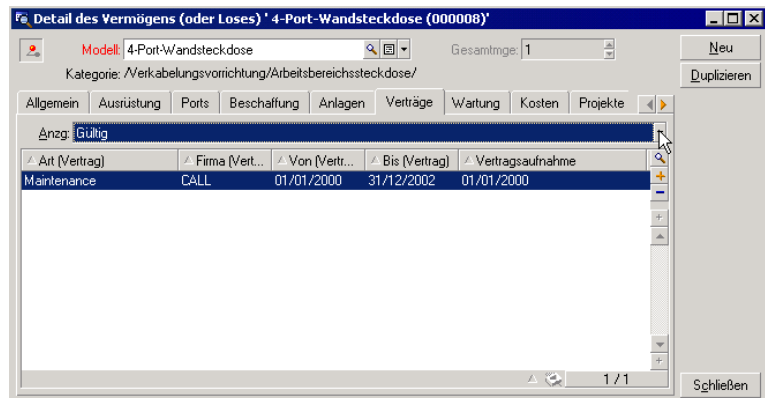 Detail des Vermögens (oder Loses) ' 4-Port-Wandsteckdose (000008)'
Modell: 4-Port-Wandsteckdose Gesamtmge: 1 Neu
Kategorie: /Verkabelungsvorrichtung/Arbeitsbereichssteckdose/ Duplizieren
Allgemein Ausrüstung Ports Beschaffung Anlagen Verträge Wartung Kosten Projekte
Anzg: Gültig
Art (Vertrag) Firma (Vert... Von (Vertr... Bis (Vertrag) Vertragsaufnahme
Maintenance CALL 01/01/2000 31/12/2002 01/01/2000
1 / 1
Schließen